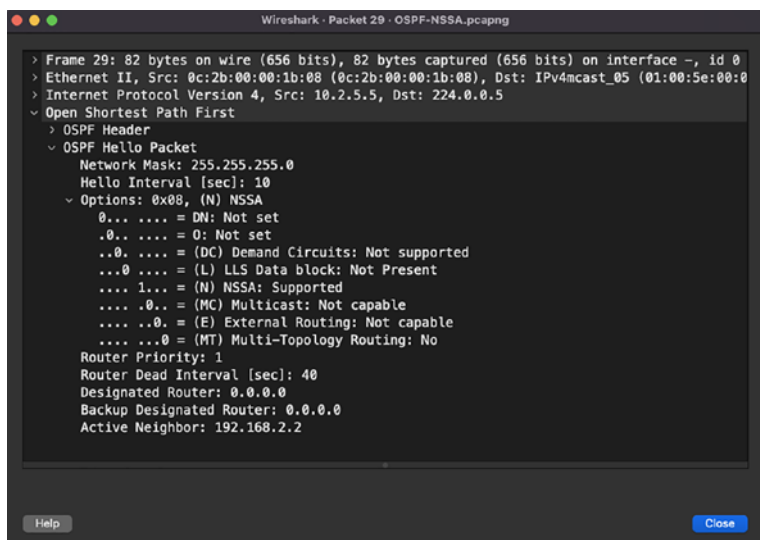 Wireshark · Packet 29 · OSPF-NSSA.pcapng
> Frame 29: 82 bytes on wire (656 bits), 82 bytes captured (656 bits) on interface -, id 0
> Ethernet II, Src: 0c:2b:00:00:1b:08 (0c:2b:00:00:1b:08), Dst: IPv4mcast_05 (01:00:5e:00:0
> Internet Protocol Version 4, Src: 10.2.5.5, Dst: 224.0.0.5
Open Shortest Path First
> OSPF Header
OSPF Hello Packet
Network Mask: 255.255.255.0
Hello Interval [sec]: 10
Options: 0x08, (N) NSSA
0... .... = DN: Not set
.0.. .... = O: Not set
..0. .... = (DC) Demand Circuits: Not supported
...0 .... = (L) LLS Data block: Not Present
.... 1... = (N) NSSA: Supported
.... .0.. = (MC) Multicast: Not capable
.... ..0. = (E) External Routing: Not capable
.... ...0 = (MT) Multi-Topology Routing: No
Router Priority: 1
Router Dead Interval [sec]: 40
Designated Router: 0.0.0.0
Backup Designated Router: 0.0.0.0
Active Neighbor: 192.168.2.2
Help Close